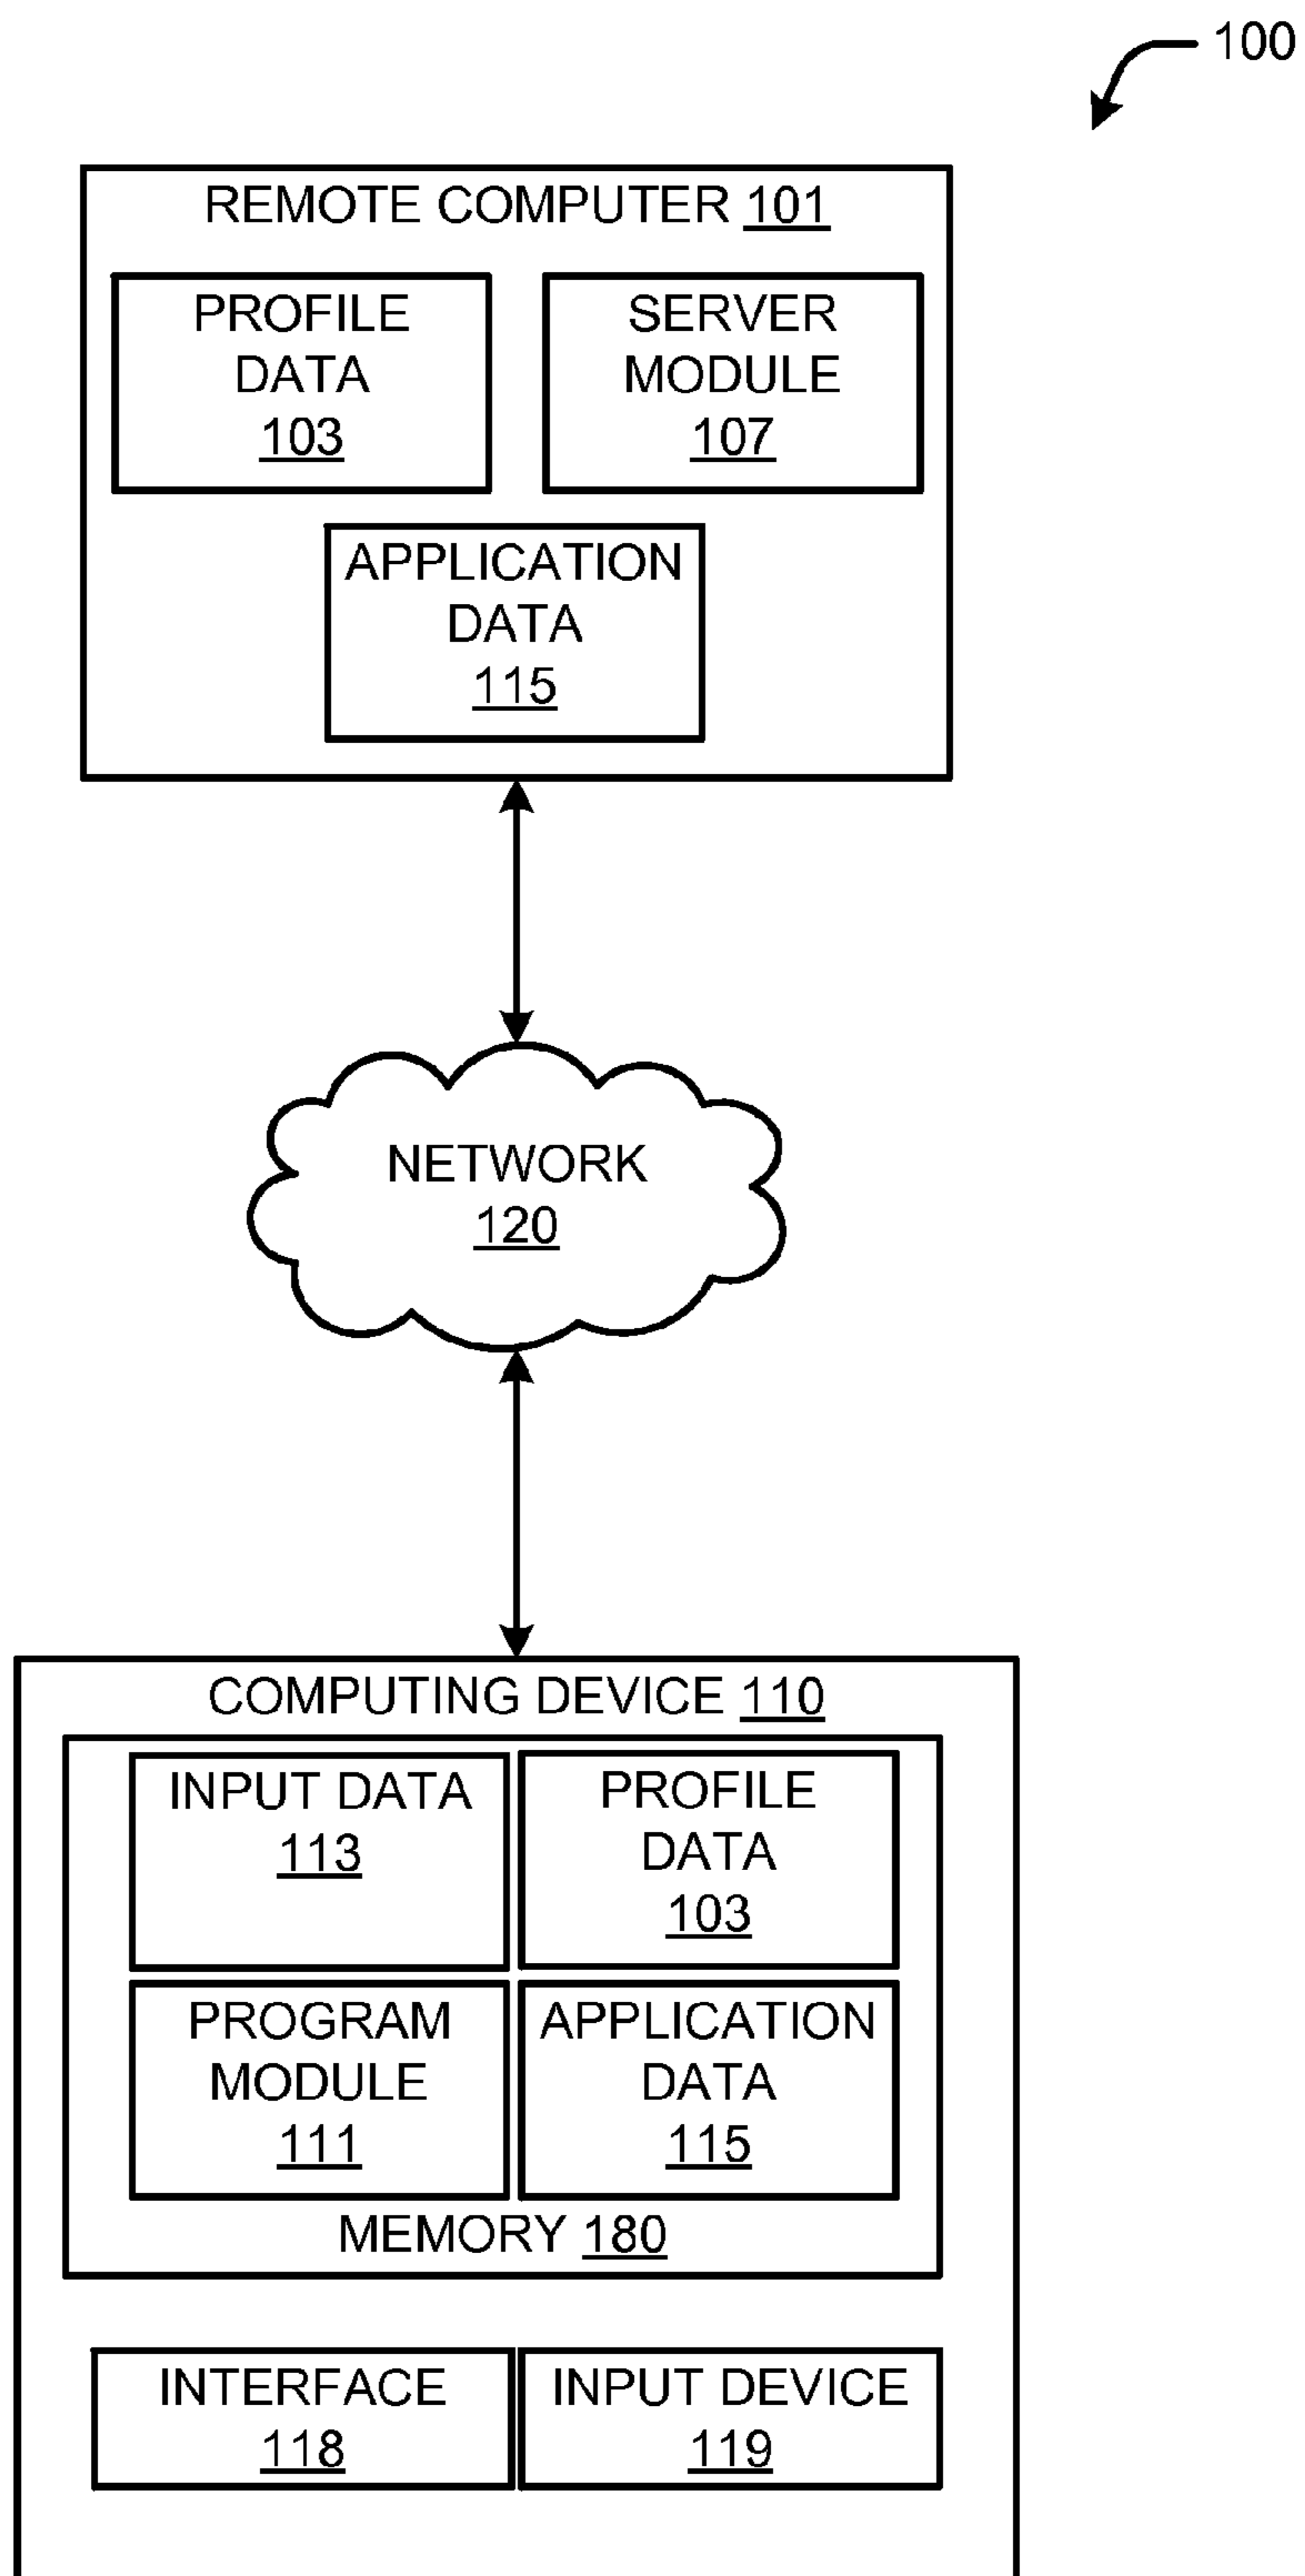 100
REMOTE COMPUTER 101
PROFILE
DATA
103
SERVER
MODULE
107
APPLICATION
DATA
115
NETWORK
120
COMPUTING DEVICE 110
INPUT DATA
113
PROFILE
DATA
103
PROGRAM
MODULE
111
APPLICATION
DATA
115
MEMORY 180
INTERFACE
118
INPUT DEVICE
119